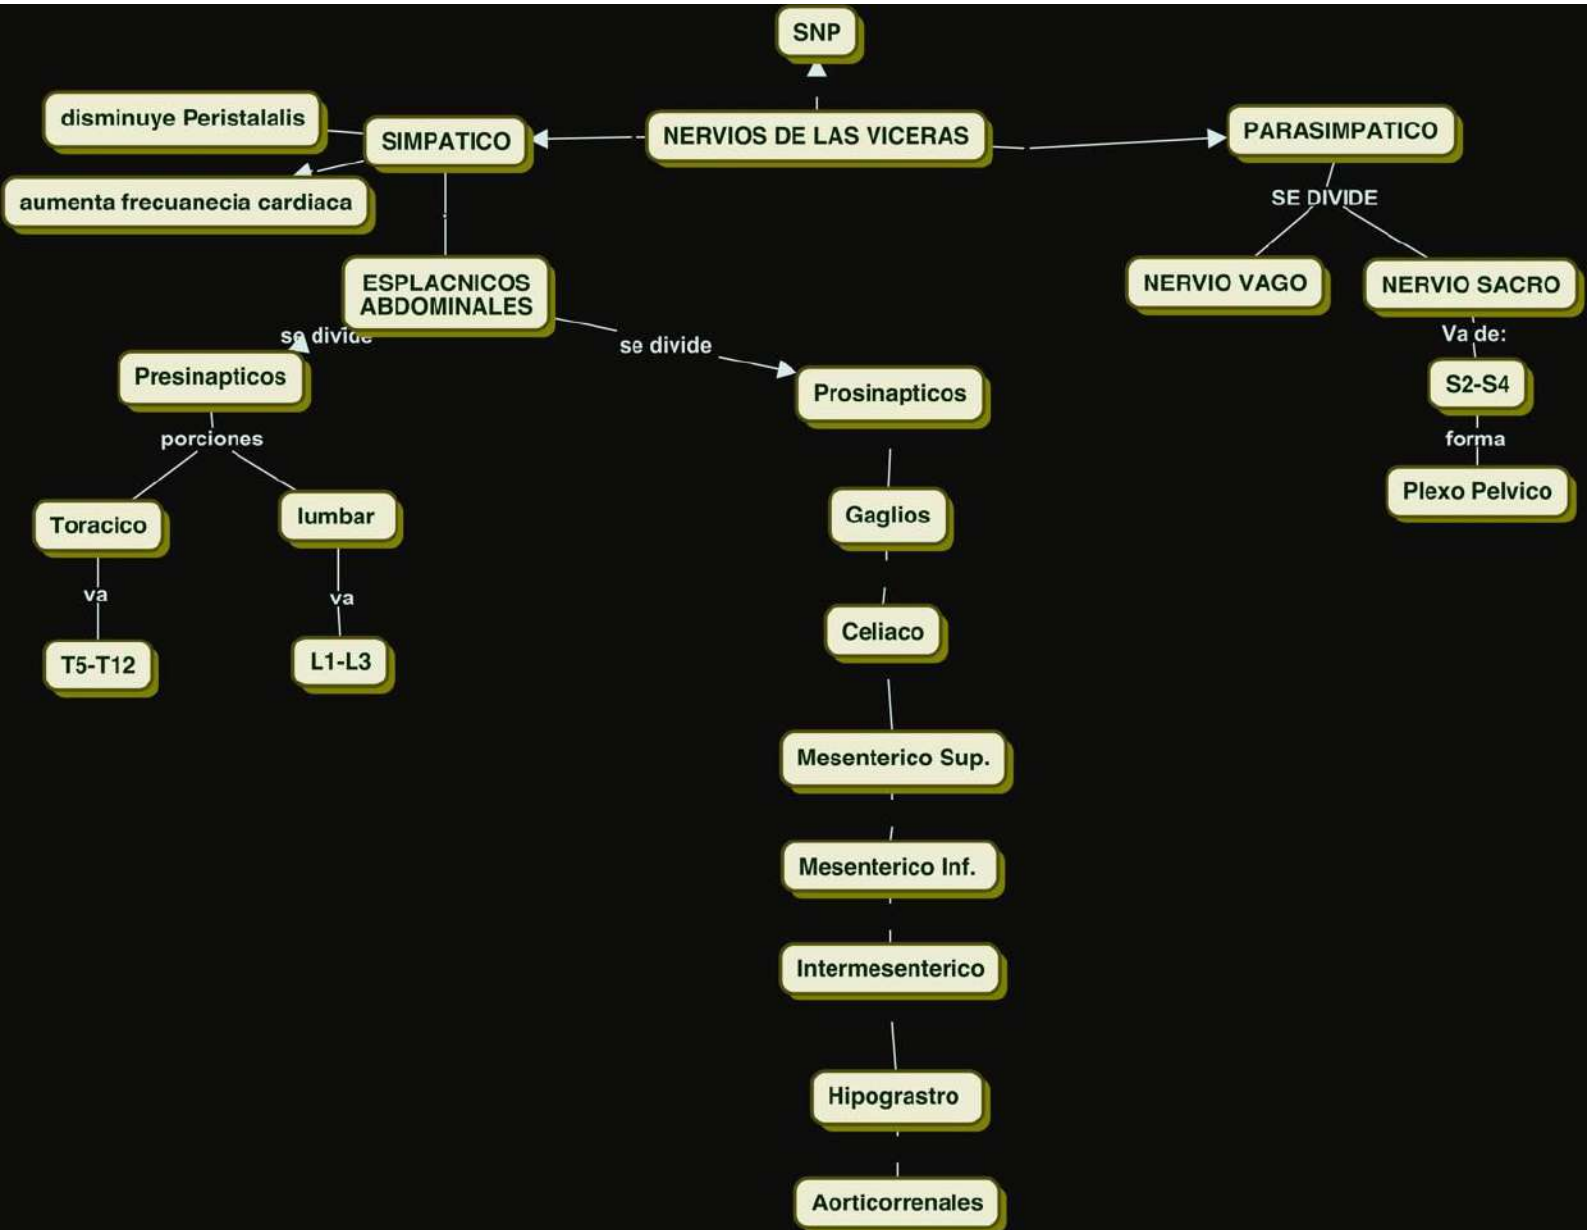 SNP
disminuye Peristalalis
SIMPATICO
NERVIOS DE LAS VICERAS
PARASIMPATICO
aumenta frecuanecia cardiaca
SE DIVIDE
ESPLACNICOS
ABDOMINALES
NERVIO VAGO
NERVIO SACRO
se divide
se divide
Va de:
Presinapticos
Prosinapticos
S2-S4
porciones
forma
Toracico
lumbar
Gaglios
Plexo Pelvico
va
va
Celiaco
T5-T12
L1-L3
Mesenterico Sup.
Mesenterico Inf.
Intermesenterico
Hipograstro
Aorticorrenales